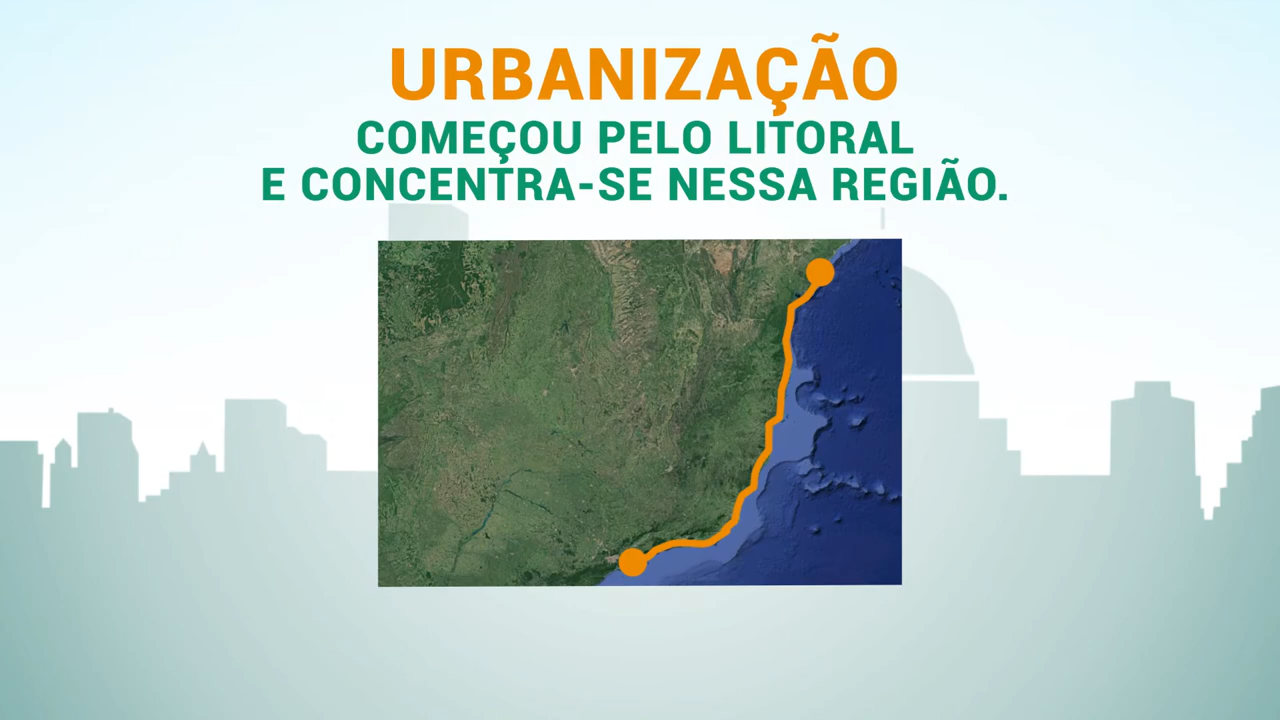 URBANIZAÇÃO
COMEÇOU PELO LITORAL
E CONCENTRA-SE NESSA REGIÃO.